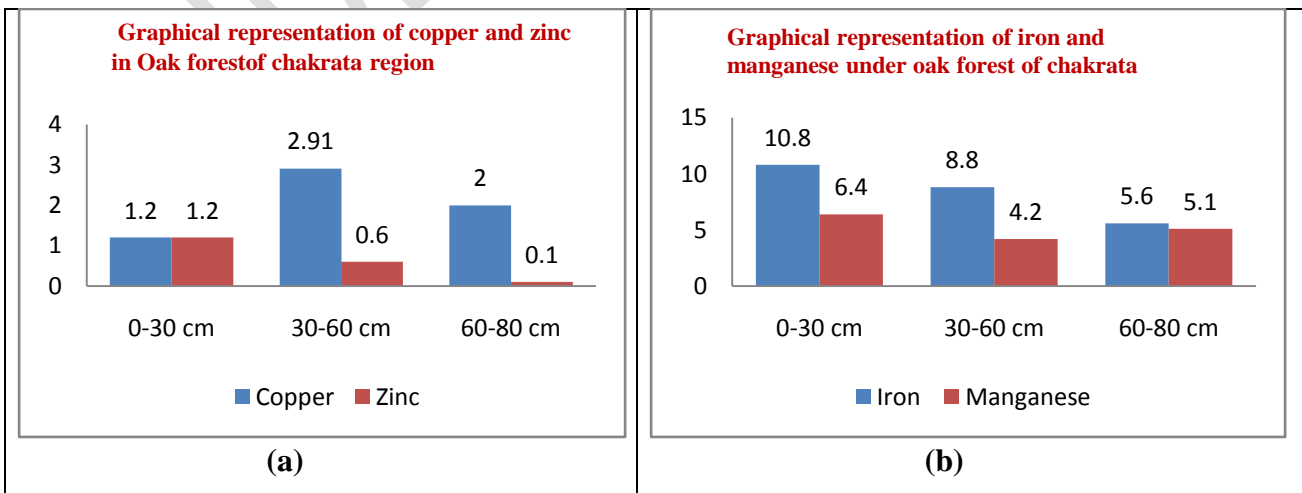 Graphical representation of copper and zinc
in Oak forestof chakrata region
4
3
2
1
0
1.2
1.2
2.91
0.6
2
0.1
0-30 cm
30-60 cm
60-80 cm
Copper
Zinc
(a)
Graphical representation of iron and
manganese under oak forest of chakrata
15
10
5
0
10.8
6.4
8.8
4.2
5.6
5.1
0-30 cm
30-60 cm
60-80 cm
Iron
Manganese
(b)